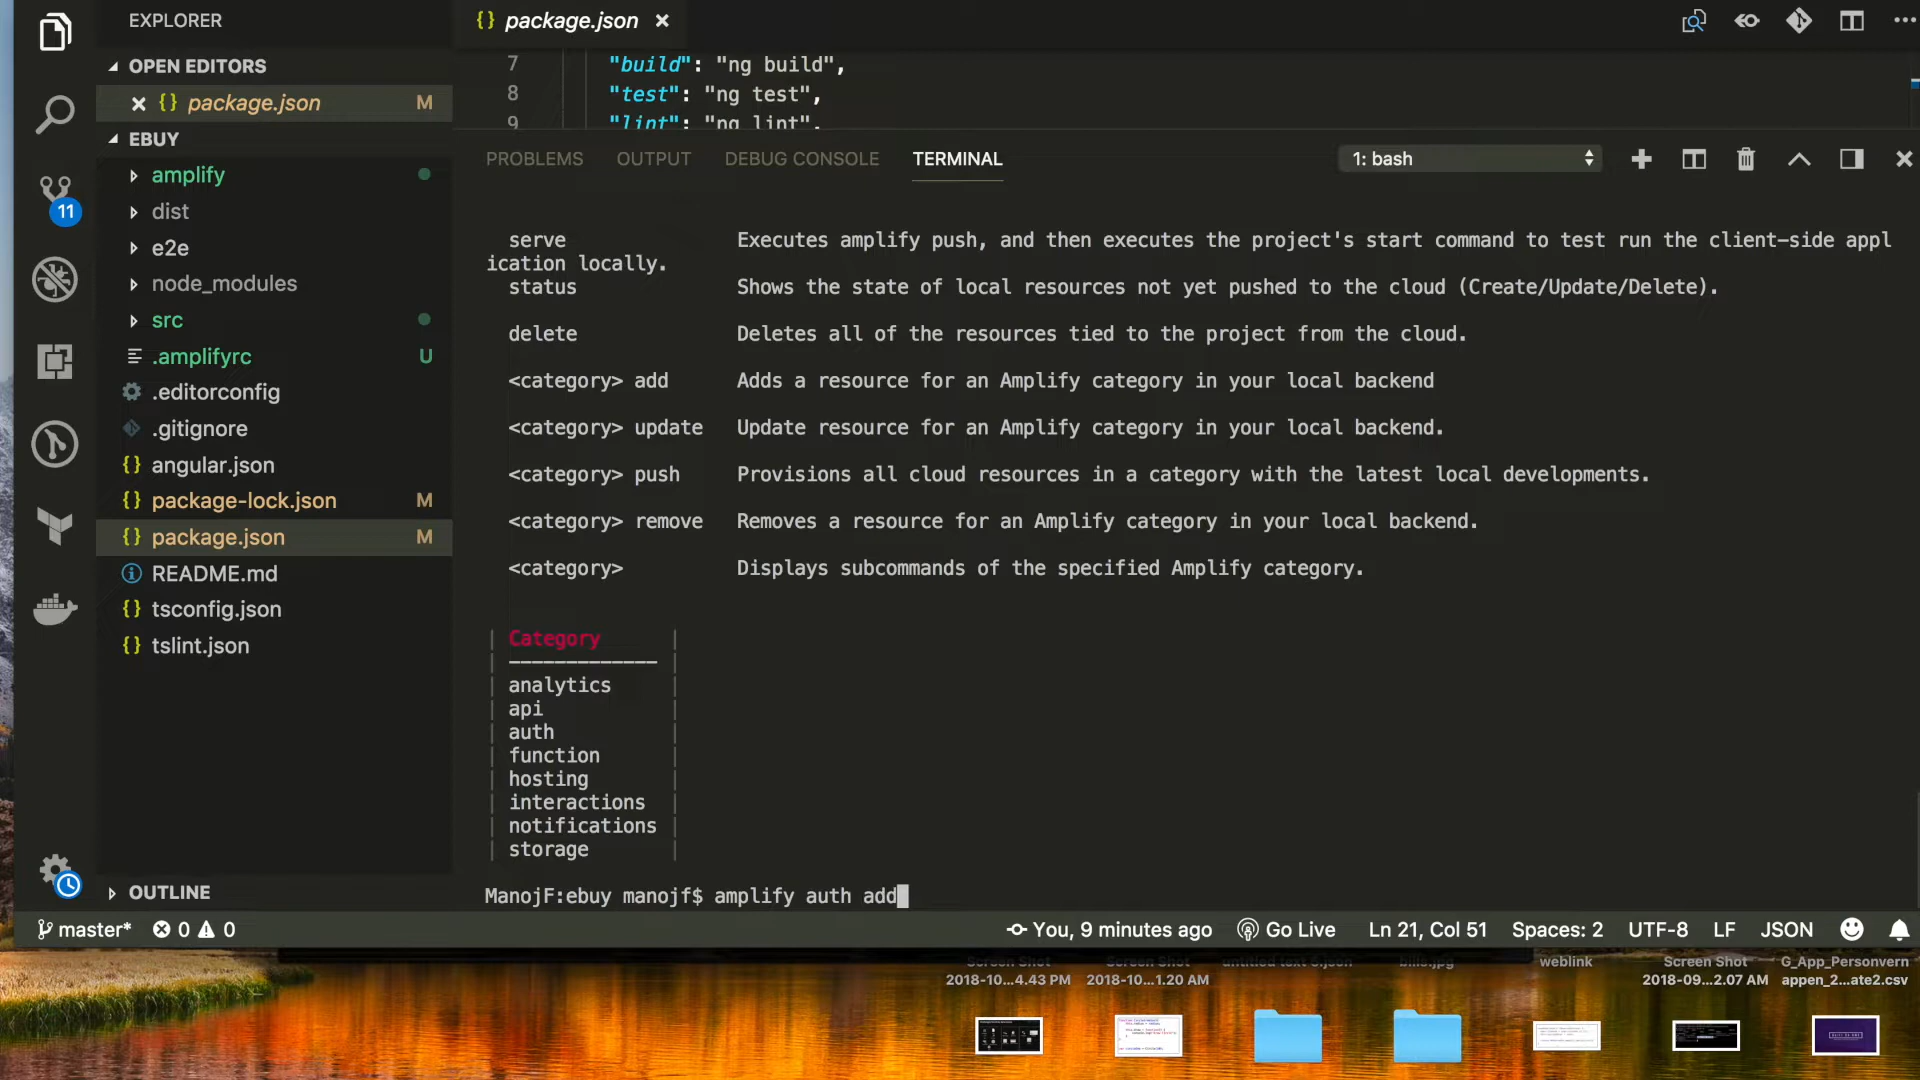 EXPLORER
OPEN EDITORS
{} package.json M
EBUY
amplify
dist
e2e
node_modules
src
.amplifyrc U
.editorconfig
.gitignore
{} angular.json
{} package-lock.json M
{} package.json M
README.md
{} tsconfig.json
{} tslint.json
OUTLINE
11
{} package.json
7 "build": "ng build",
8 "test": "ng test",
9 "lint": "ng lint",
PROBLEMS OUTPUT DEBUG CONSOLE TERMINAL 1: bash
serve Executes amplify push, and then executes the project's start command to test run the client-side appl
ication locally.
status Shows the state of local resources not yet pushed to the cloud (Create/Update/Delete).
delete Deletes all of the resources tied to the project from the cloud.
<category> add Adds a resource for an Amplify category in your local backend
<category> update Update resource for an Amplify category in your local backend.
<category> push Provisions all cloud resources in a category with the latest local developments.
<category> remove Removes a resource for an Amplify category in your local backend.
<category> Displays subcommands of the specified Amplify category.
| Category |
| ------------- |
| analytics |
| api |
| auth |
| function |
| hosting |
| interactions |
| notifications |
| storage |
ManojF:ebuy manojf$ amplify auth add
master* 0 0 You, 9 minutes ago Go Live Ln 21, Col 51 Spaces: 2 UTF-8 LF JSON
Screen Shot
2018-10...4.43 PM
Screen Shot
2018-10...1.20 AM
weblink
Screen Shot
2018-09...2.07 AM
G_App_Personvern
appen_2...ate2.csv